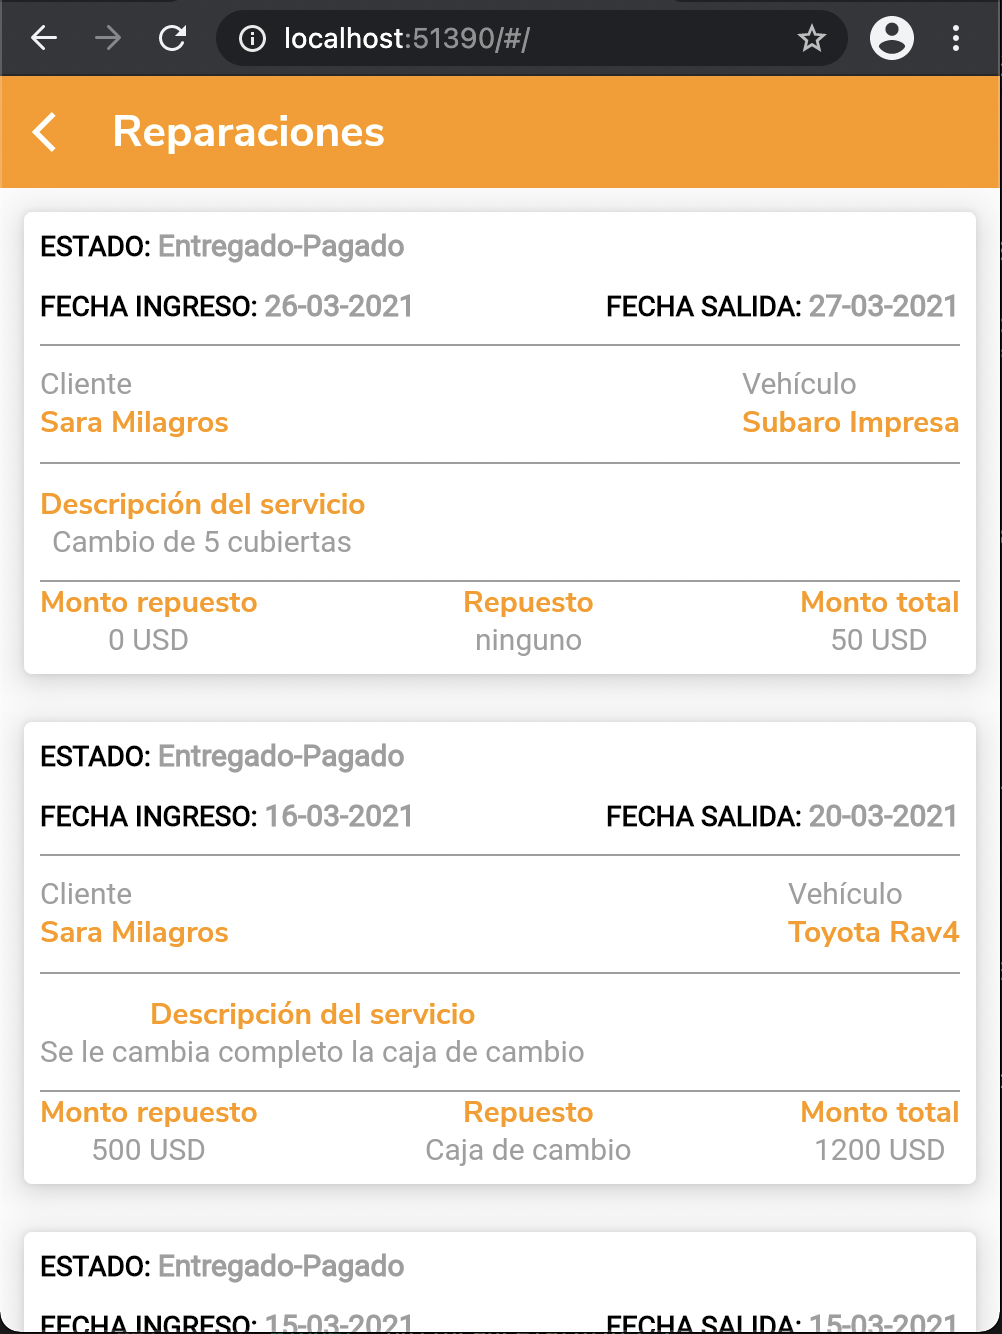 localhost:51390/#/
Reparaciones
ESTADO: Entregado-Pagado
FECHA INGRESO: 26-03-2021 FECHA SALIDA: 27-03-2021
Cliente Vehículo
Sara Milagros Subaro Impresa
Descripción del servicio
Cambio de 5 cubiertas
Monto repuesto Repuesto Monto total
0 USD ninguno 50 USD
ESTADO: Entregado-Pagado
FECHA INGRESO: 16-03-2021 FECHA SALIDA: 20-03-2021
Cliente Vehículo
Sara Milagros Toyota Rav4
Descripción del servicio
Se le cambia completo la caja de cambio
Monto repuesto Repuesto Monto total
500 USD Caja de cambio 1200 USD
ESTADO: Entregado-Pagado
FECHA INGRESO: 15-03-2021 FECHA SALIDA: 15-03-2021